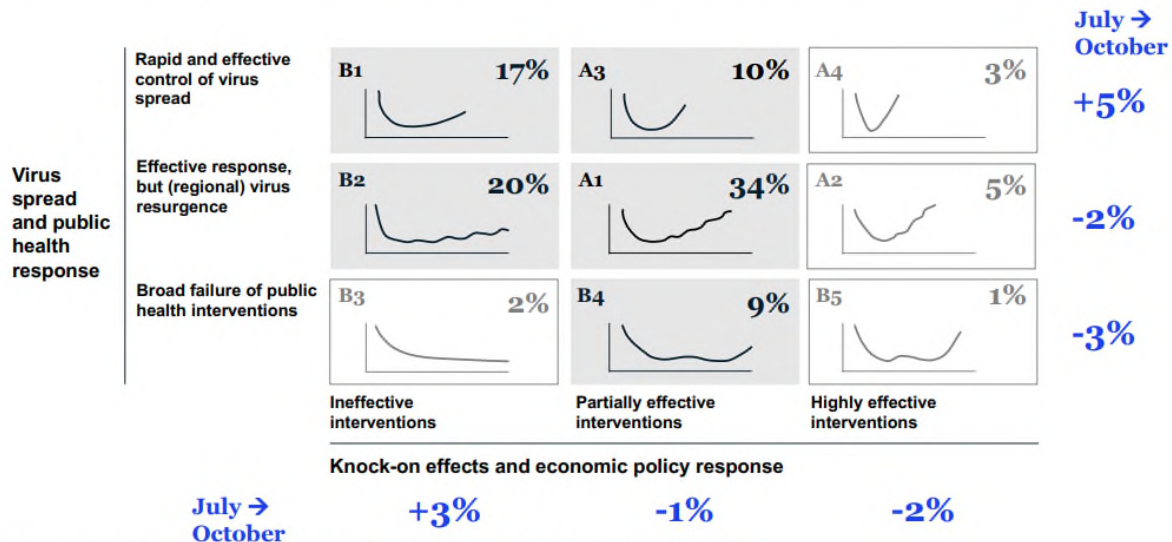 July →
October
Rapid and effective
control of virus
spread
B1 17%
A3 10%
A4 3%
+5%
Virus
spread
and public
health
response
Effective response,
but (regional) virus
resurgence
B2 20%
A1 34%
A2 5%
-2%
Broad failure of public
health interventions
B3 2%
B4 9%
B5 1%
-3%
Ineffective
interventions
Partially effective
interventions
Highly effective
interventions
Knock-on effects and economic policy response
July →
October
+3%
-1%
-2%